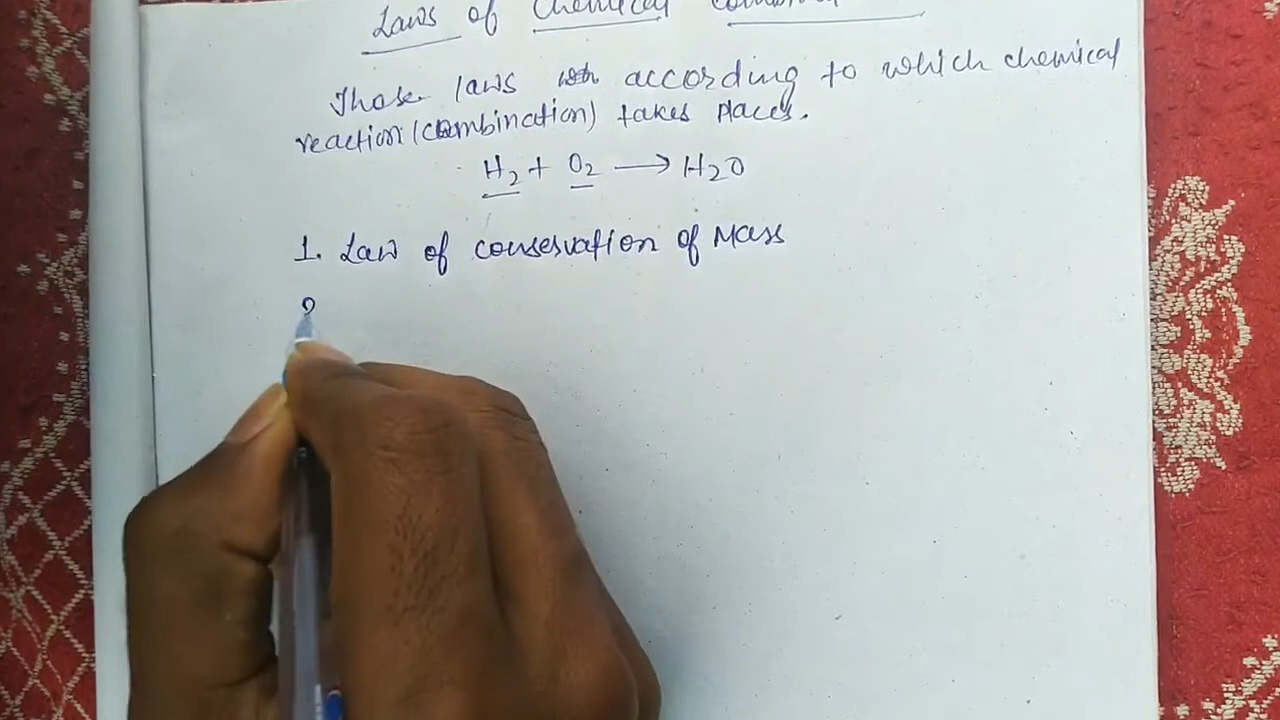 Laws of Chemical
Those laws according to which chemical
reaction (combination) takes places.
H2 + O2 → H2O
1. Law of conservation of Mass